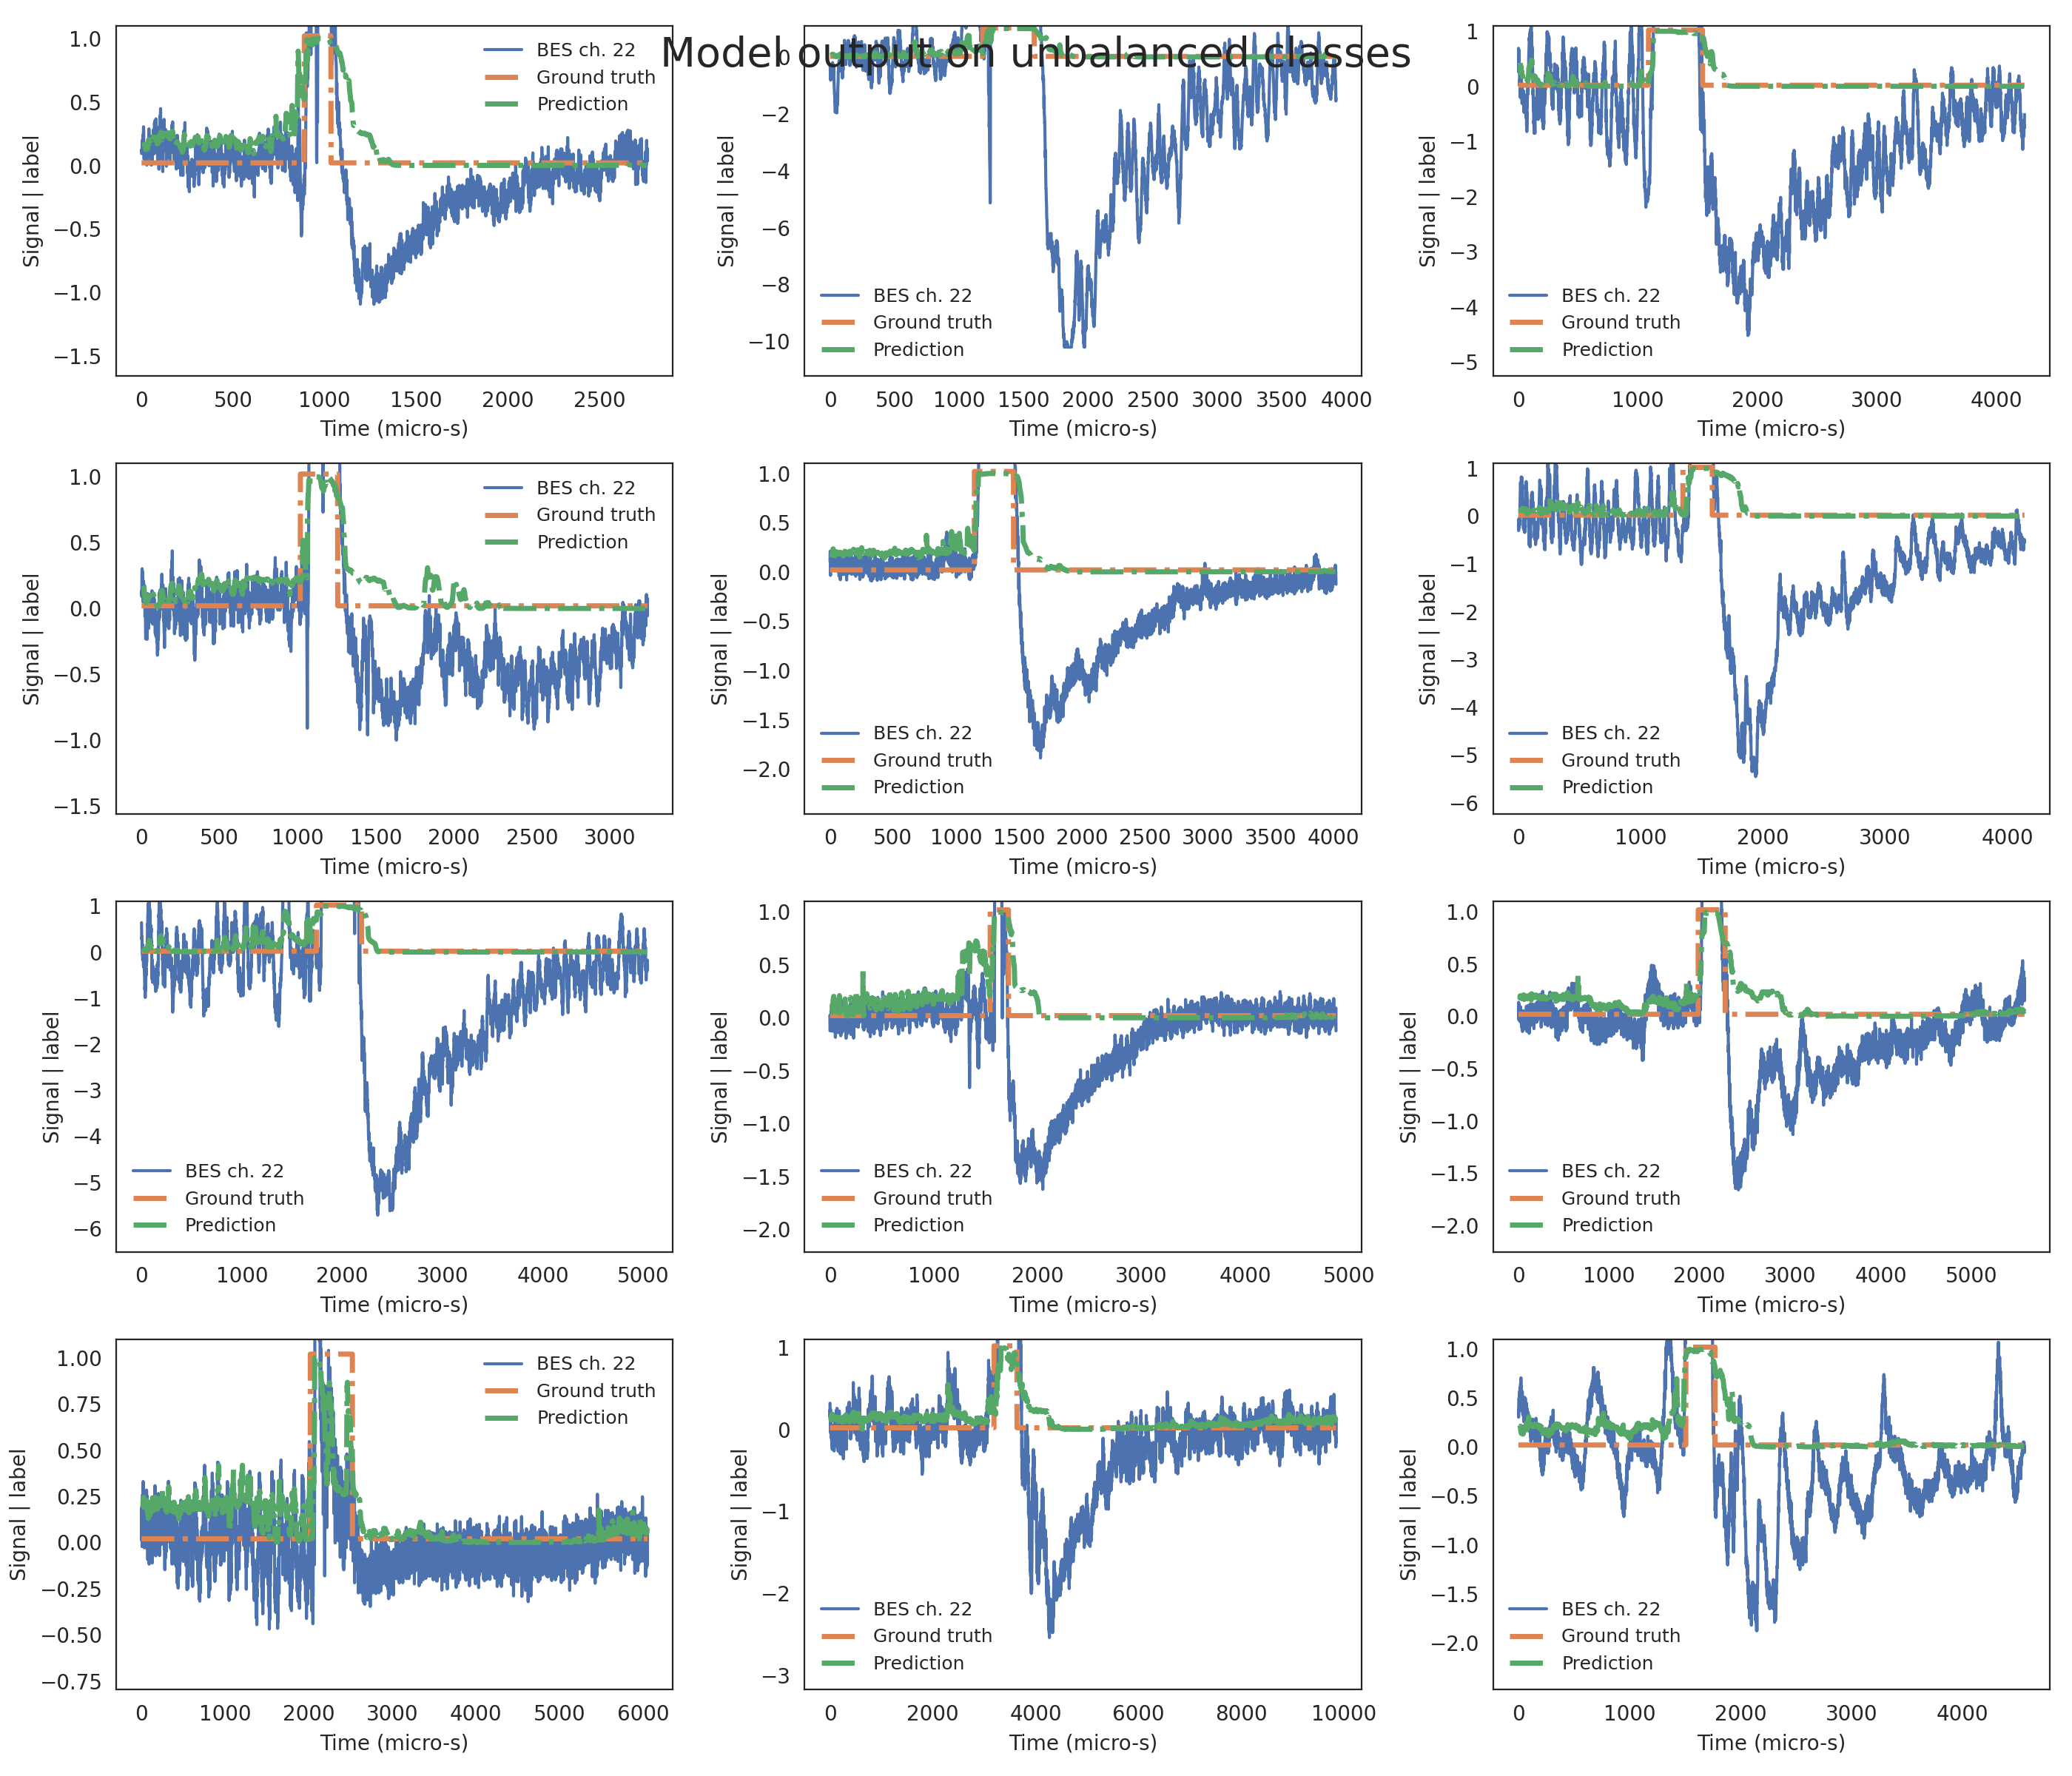 Model output on unbalanced classes
1.0
0.5
0.0
−0.5
−1.0
−1.5
Signal | label
BES ch. 22
Ground truth
Prediction
0 500 1000 1500 2000 2500
Time (micro-s)
0
−2
−4
−6
−8
−10
Signal | label
BES ch. 22
Ground truth
Prediction
0 500 1000 1500 2000 2500 3000 3500 4000
Time (micro-s)
1
0
−1
−2
−3
−4
−5
Signal | label
BES ch. 22
Ground truth
Prediction
0 1000 2000 3000 4000
Time (micro-s)
1.0
0.5
0.0
−0.5
−1.0
−1.5
Signal | label
BES ch. 22
Ground truth
Prediction
0 500 1000 1500 2000 2500 3000
Time (micro-s)
1.0
0.5
0.0
−0.5
−1.0
−1.5
−2.0
Signal | label
BES ch. 22
Ground truth
Prediction
0 500 1000 1500 2000 2500 3000 3500 4000
Time (micro-s)
1
0
−1
−2
−3
−4
−5
−6
Signal | label
BES ch. 22
Ground truth
Prediction
0 1000 2000 3000 4000
Time (micro-s)
1
0
−1
−2
−3
−4
−5
−6
Signal | label
BES ch. 22
Ground truth
Prediction
0 1000 2000 3000 4000 5000
Time (micro-s)
1.0
0.5
0.0
−0.5
−1.0
−1.5
−2.0
Signal | label
BES ch. 22
Ground truth
Prediction
0 1000 2000 3000 4000 5000
Time (micro-s)
1.0
0.5
0.0
−0.5
−1.0
−1.5
−2.0
Signal | label
BES ch. 22
Ground truth
Prediction
0 1000 2000 3000 4000 5000
Time (micro-s)
1.00
0.75
0.50
0.25
0.00
−0.25
−0.50
−0.75
Signal | label
BES ch. 22
Ground truth
Prediction
0 1000 2000 3000 4000 5000 6000
Time (micro-s)
1
0
−1
−2
−3
Signal | label
BES ch. 22
Ground truth
Prediction
0 2000 4000 6000 8000 10000
Time (micro-s)
1.0
0.5
0.0
−0.5
−1.0
−1.5
−2.0
Signal | label
BES ch. 22
Ground truth
Prediction
0 1000 2000 3000 4000
Time (micro-s)